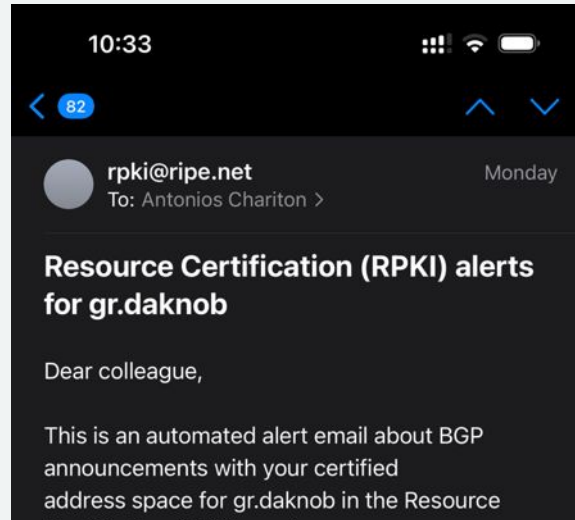 10:33
82
rpki@ripe.net
Monday
To: Antonios Chariton >
Resource Certification (RPKI) alerts
for gr.daknob
Dear colleague,
This is an automated alert email about BGP
announcements with your certified
address space for gr.daknob in the Resource